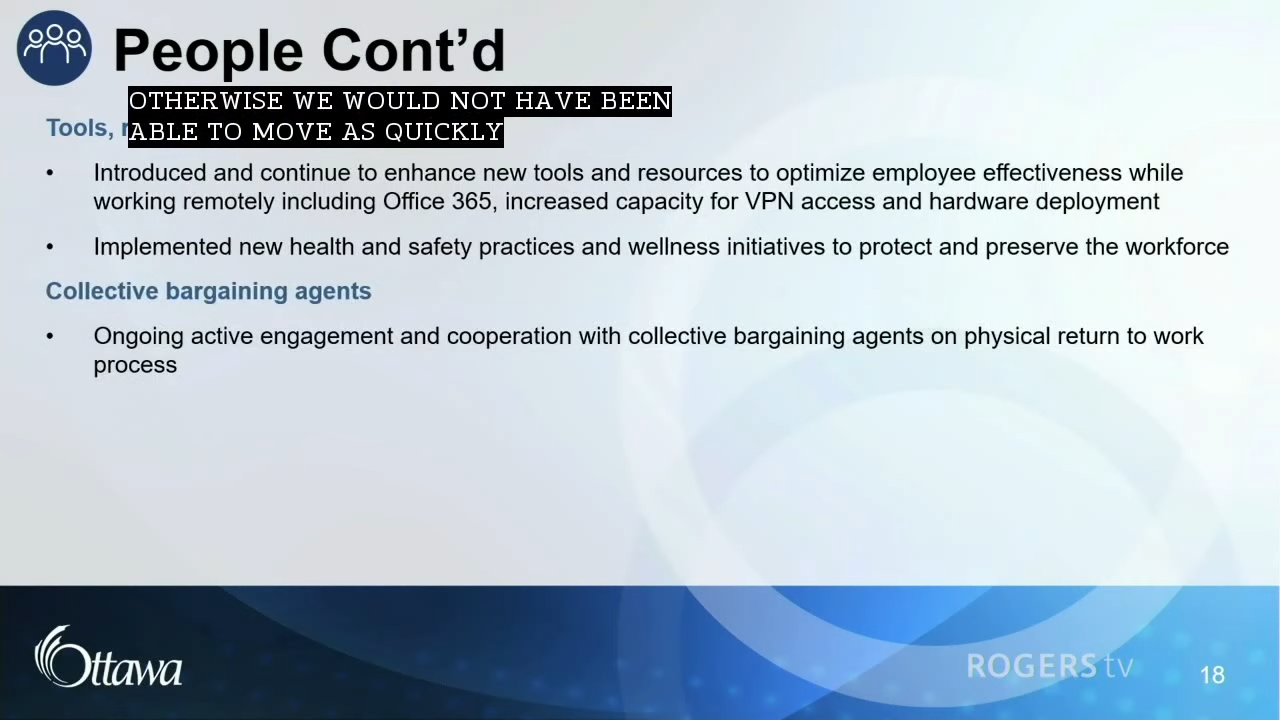 People Cont’d
OTHERWISE WE WOULD NOT HAVE BEEN
ABLE TO MOVE AS QUICKLY
Tools,
• Introduced and continue to enhance new tools and resources to optimize employee effectiveness while
working remotely including Office 365, increased capacity for VPN access and hardware deployment
• Implemented new health and safety practices and wellness initiatives to protect and preserve the workforce
Collective bargaining agents
• Ongoing active engagement and cooperation with collective bargaining agents on physical return to work
process
Ottawa
ROGERS tv
18